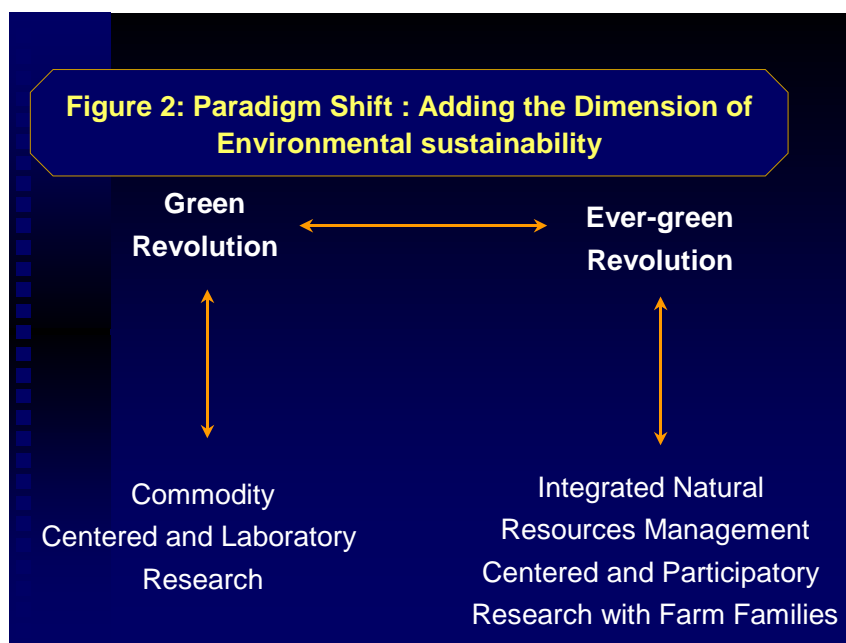 Figure 2: Paradigm Shift : Adding the Dimension of
Environmental sustainability
Green
Revolution
Ever-green
Revolution
Commodity
Centered and Laboratory
Research
Integrated Natural
Resources Management
Centered and Participatory
Research with Farm Families